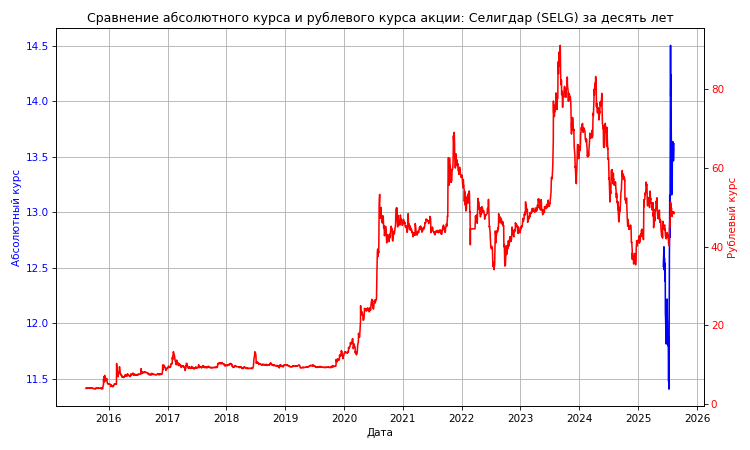 Сравнение абсолютного курса и рублевого курса акции: Селигдар (SELG) за десять лет
14.5
14.0
13.5
13.0
12.5
12.0
11.5
Абсолютный курс
80
60
40
20
0
Рублевый курс
2016 2017 2018 2019 2020 2021 2022 2023 2024 2025 2026
Дата